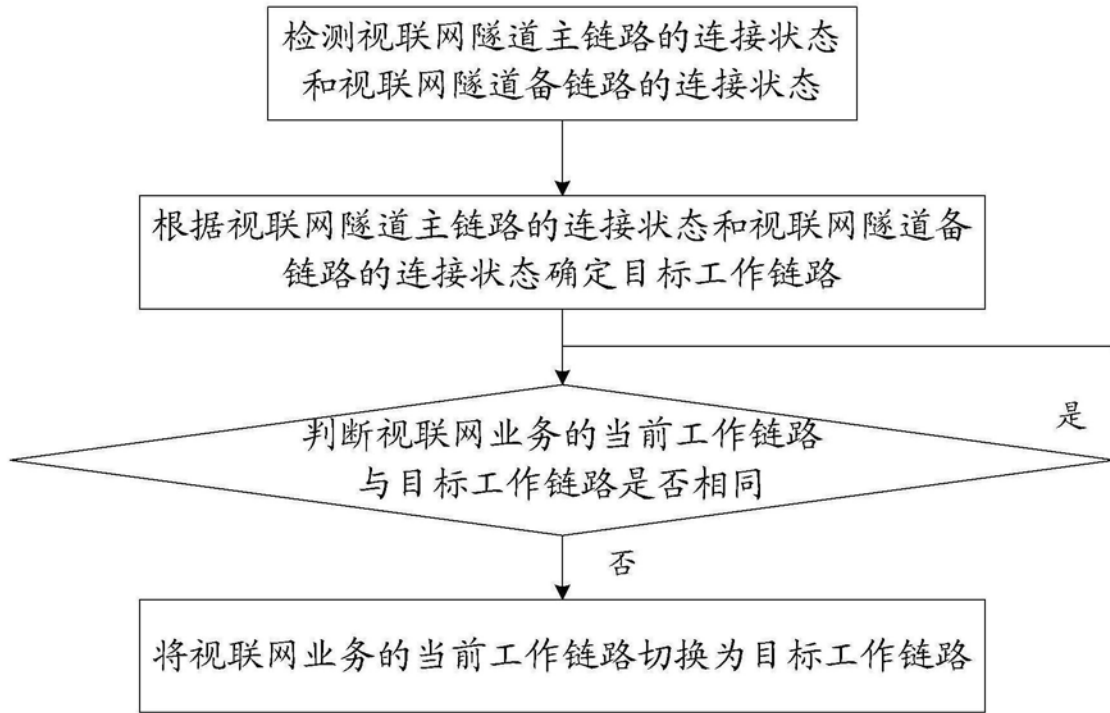 检测视联网隧道主链路的连接状态
和视联网隧道备链路的连接状态
根据视联网隧道主链路的连接状态和视联网隧道备
链路的连接状态确定目标工作链路
判断视联网业务的当前工作链路
与目标工作链路是否相同
是
否
将视联网业务的当前工作链路切换为目标工作链路